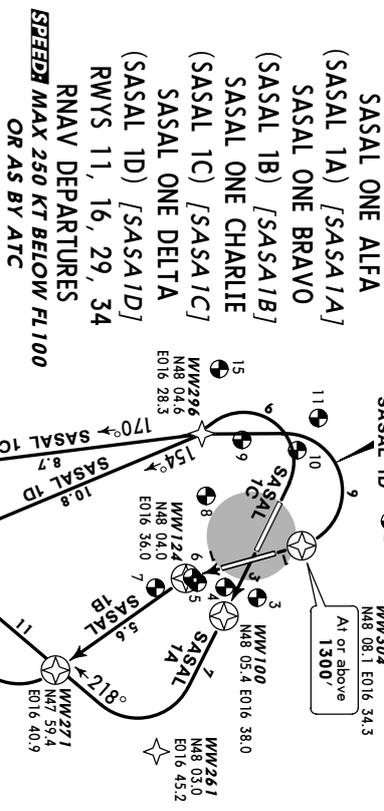 SASAL ONE ALFA
(SASAL 1A) [SASA1A]
SASAL ONE BRAVO
(SASAL 1B) [SASA1B]
SASAL ONE CHARLIE
(SASAL 1C) [SASA1C]
SASAL ONE DELTA
(SASAL 1D) [SASA1D]
RWYS 11, 16, 29, 34
RNAV DEPARTURES
SPEED: MAX 250 KT BELOW FL100
OR AS BY ATC
SASAL 1D
15
11
10
9
9
9
WW296
N48 04.6
E016 28.3
170°
154°
SASAL 1C
8.7
SASAL 1D
10.8
SASAL
1C
8
WW304
N48 08.1 E016 34.3
At or above
1300'
1
3
3
4
5
6
7
WW124
N48 04.0
E016 36.0
WW100
N48 05.4 E016 38.0
SASAL
1B
5.6
SASAL
1A
7
11
218°
WW271
N47 59.4
E016 40.9
WW261
N48 03.0
E016 45.2